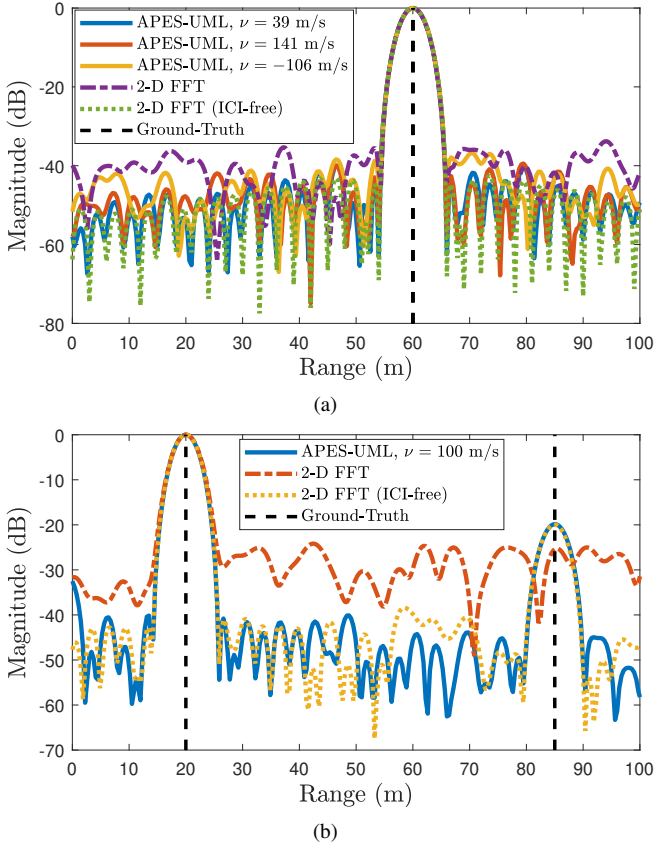 0
-20
-40
-60
-80
Magnitude (dB)
APES-UML, ν = 39 m/s
APES-UML, ν = 141 m/s
APES-UML, ν = −106 m/s
2-D FFT
2-D FFT (ICI-free)
Ground-Truth
0 10 20 30 40 50 60 70 80 90 100
Range (m)
(a)
0
-10
-20
-30
-40
-50
-60
-70
Magnitude (dB)
APES-UML, ν = 100 m/s
2-D FFT
2-D FFT (ICI-free)
Ground-Truth
0 10 20 30 40 50 60 70 80 90 100
Range (m)
(b)